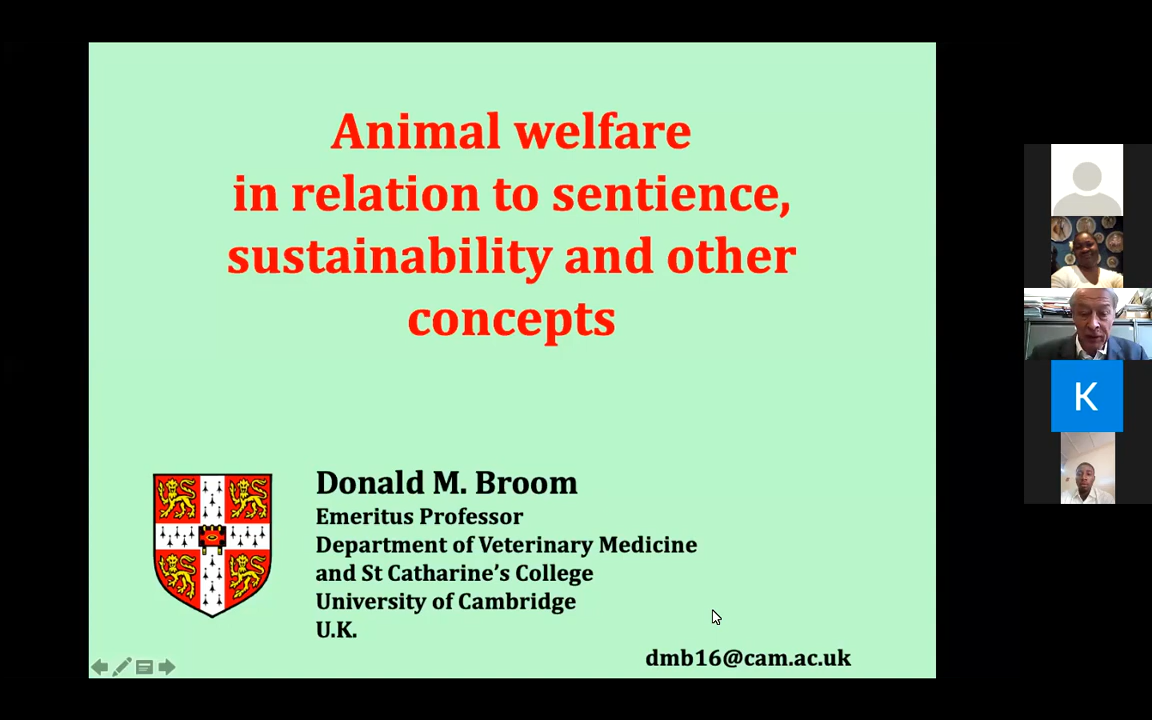 Animal welfare
in relation to sentience,
sustainability and other
concepts
Donald M. Broom
Emeritus Professor
Department of Veterinary Medicine
and St Catharine’s College
University of Cambridge
U.K.
dmb16@cam.ac.uk
K